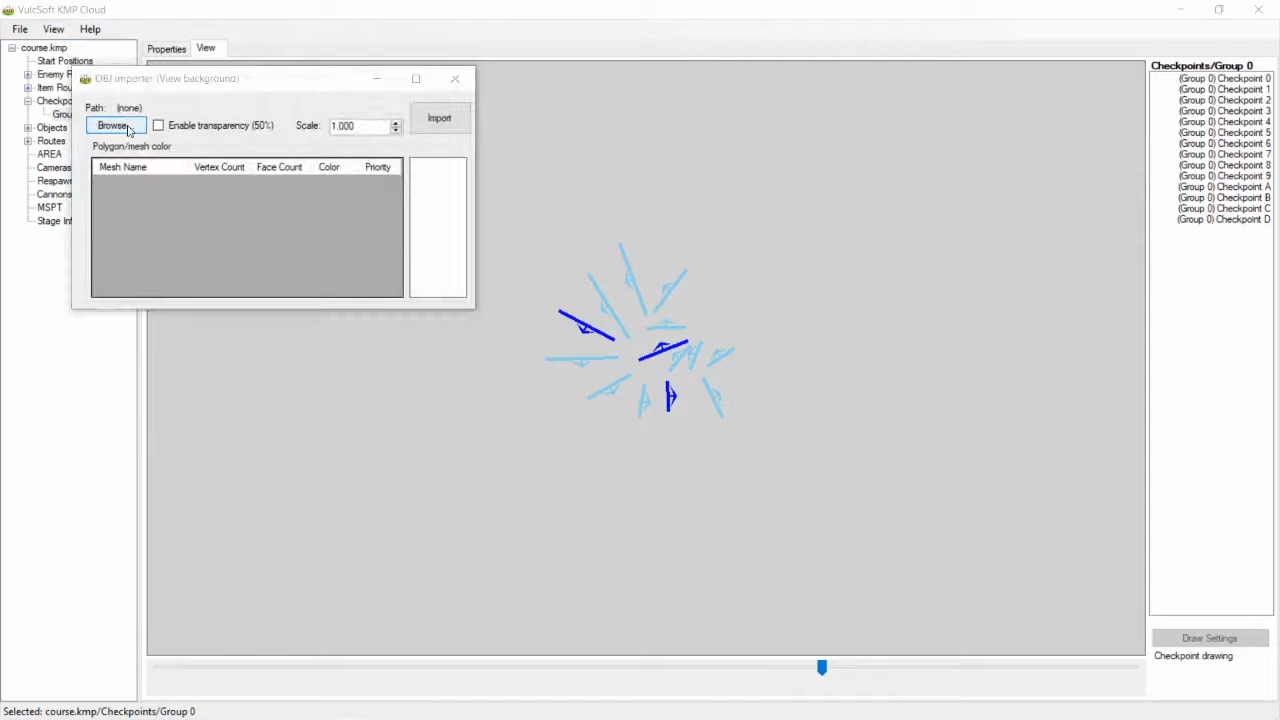 VulcSoft KMP Cloud
File View Help
course.kmp
Start Positions
Enemy R
Item Rou
Checkpo
Grou
Objects
Routes
AREA
Cameras
Respawn
Cannons
MSPT
Stage Inf
Properties View
OBJ importer (View background)
Path: (none)
Browse...
Enable transparency (50%)
Scale: 1.000
Import
Polygon/mesh color
Mesh Name Vertex Count Face Count Color Priority
Checkpoints/Group 0
(Group 0) Checkpoint 0
(Group 0) Checkpoint 1
(Group 0) Checkpoint 2
(Group 0) Checkpoint 3
(Group 0) Checkpoint 4
(Group 0) Checkpoint 5
(Group 0) Checkpoint 6
(Group 0) Checkpoint 7
(Group 0) Checkpoint 8
(Group 0) Checkpoint 9
(Group 0) Checkpoint A
(Group 0) Checkpoint B
(Group 0) Checkpoint C
(Group 0) Checkpoint D
Draw Settings
Checkpoint drawing
Selected: course.kmp/Checkpoints/Group 0